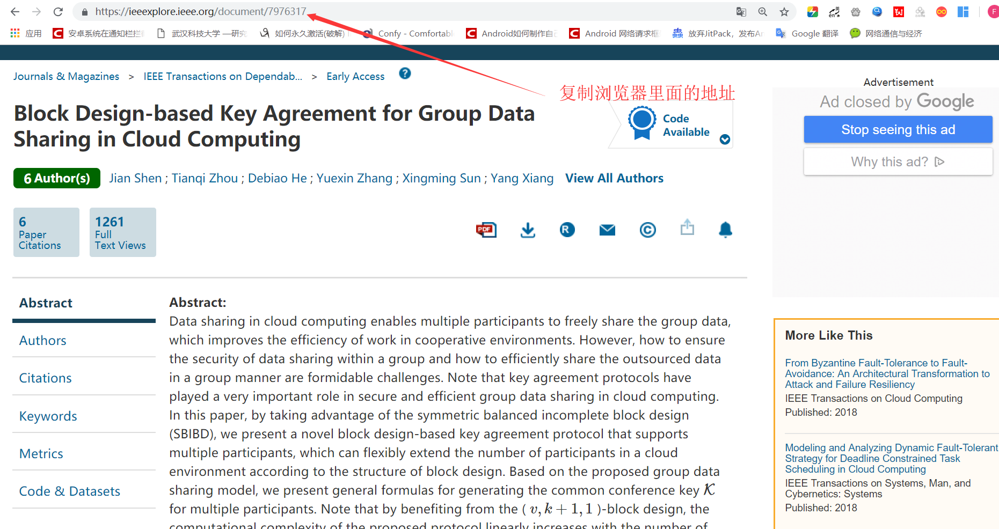 https://ieeexplore.ieee.org/document/7976317
应用 安卓系统在通知栏拦 武汉科技大学 —研究 如何永久激活(破解) Confy - Comfortabl Android如何制作自己 Android 网络请求框 放弃JitPack，发布Ar Google 翻译 网络通信与经济
Journals & Magazines > IEEE Transactions on Dependab... > Early Access ?
Advertisement
复制浏览器里面的地址
Ad closed by Google
Stop seeing this ad
Why this ad?
Block Design-based Key Agreement for Group Data
Sharing in Cloud Computing
Code
Available
6 Author(s) Jian Shen ; Tianqi Zhou ; Debiao He ; Yuexin Zhang ; Xingming Sun ; Yang Xiang View All Authors
6
Paper
Citations
1261
Full
Text Views
PDF
R
©
Abstract
Authors
Citations
Keywords
Metrics
Code & Datasets
Abstract:
Data sharing in cloud computing enables multiple participants to freely share the group data,
which improves the efficiency of work in cooperative environments. However, how to ensure
the security of data sharing within a group and how to efficiently share the outsourced data
in a group manner are formidable challenges. Note that key agreement protocols have
played a very important role in secure and efficient group data sharing in cloud computing.
In this paper, by taking advantage of the symmetric balanced incomplete block design
(SBIBD), we present a novel block design-based key agreement protocol that supports
multiple participants, which can flexibly extend the number of participants in a cloud
environment according to the structure of block design. Based on the proposed group data
sharing model, we present general formulas for generating the common conference key 𝒦
for multiple participants. Note that by benefiting from the ( v, k + 1, 1 )-block design, the
computational complexity of the proposed protocol linearly increases with the number of
More Like This
From Byzantine Fault-Tolerance to Fault-
Avoidance: An Architectural Transformation to
Attack and Failure Resiliency
IEEE Transactions on Cloud Computing
Published: 2018
Modeling and Analyzing Dynamic Fault-Tolerant
Strategy for Deadline Constrained Task
Scheduling in Cloud Computing
IEEE Transactions on Systems, Man, and
Cybernetics: Systems
Published: 2018